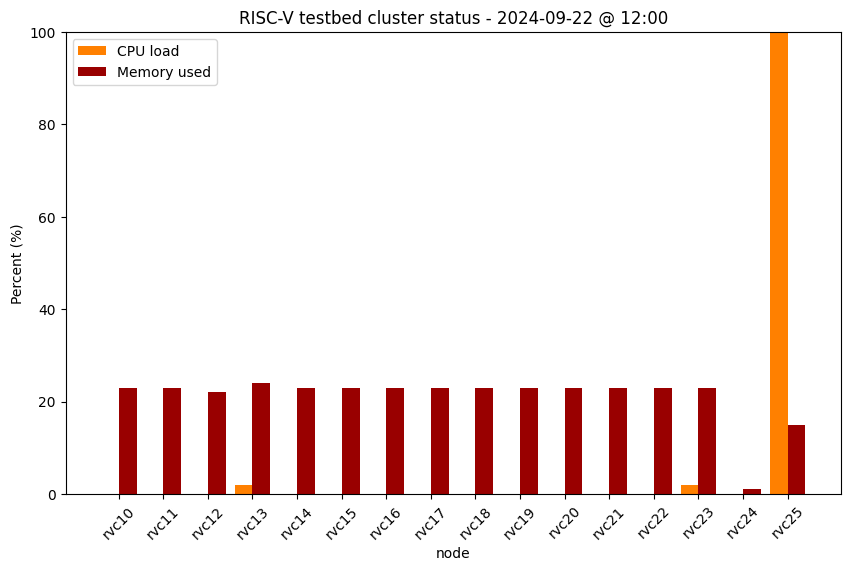 RISC-V testbed cluster status - 2024-09-22 @ 12:00
CPU load
Memory used
Percent (%)
100
80
60
40
20
0
rvc10
rvc11
rvc12
rvc13
rvc14
rvc15
rvc16
rvc17
rvc18
rvc19
rvc20
rvc21
rvc22
rvc23
rvc24
rvc25
node